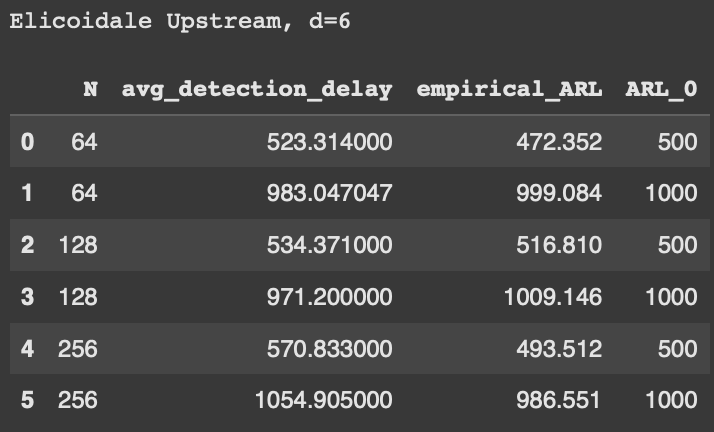 Elicoidale Upstream, d=6
N avg_detection_delay empirical_ARL ARL_0
0 64 523.314000 472.352 500
1 64 983.047047 999.084 1000
2 128 534.371000 516.810 500
3 128 971.200000 1009.146 1000
4 256 570.833000 493.512 500
5 256 1054.905000 986.551 1000